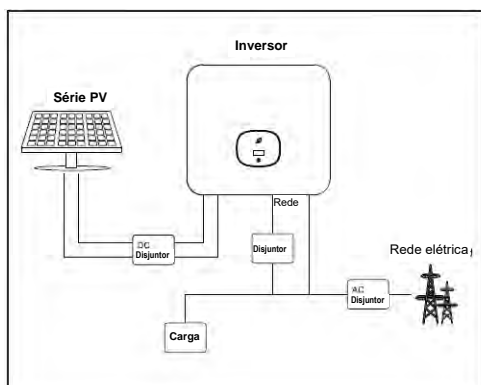 Inversor
Série PV
Rede
DC
Disjuntor
Disjuntor
Rede elétrica
AC
Disjuntor
Carga